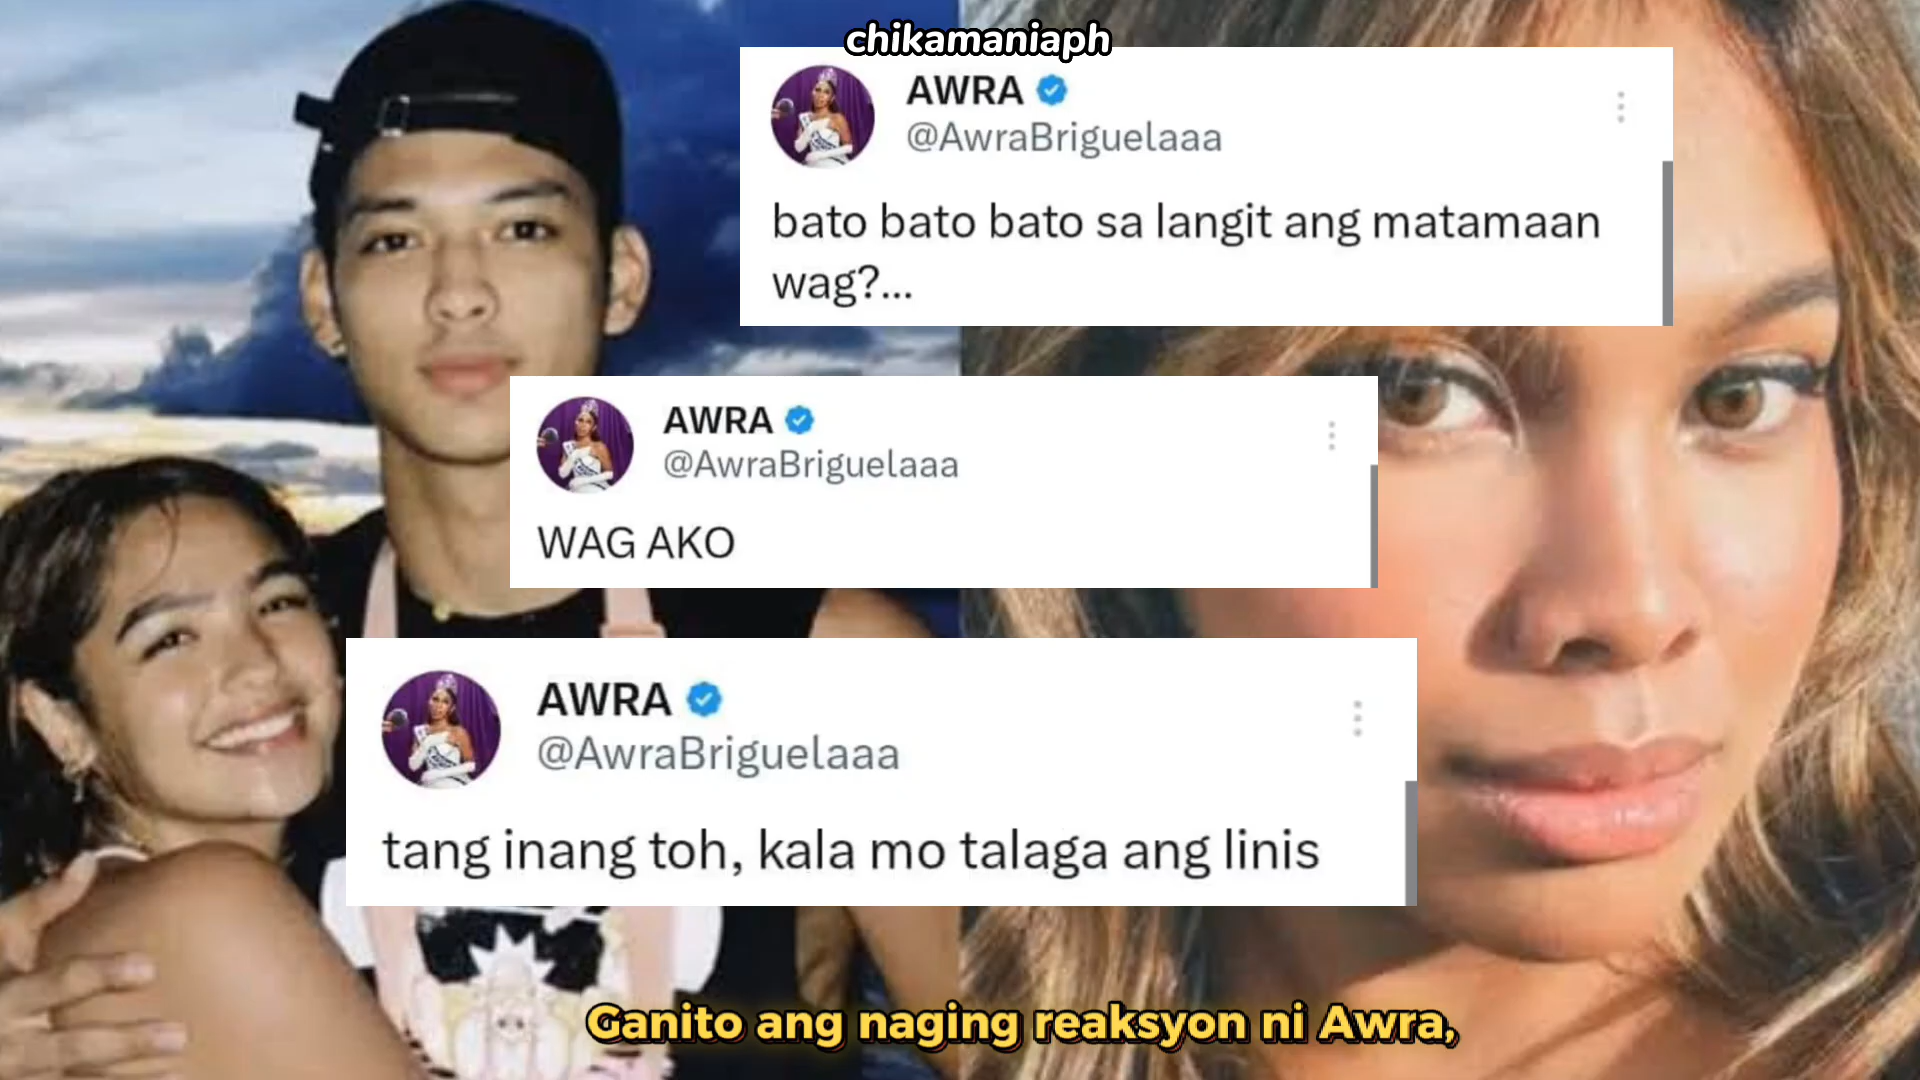 chikamaniaph
AWRA
@AwraBriguelaaa
bato bato bato sa langit ang matamaan
wag?...
AWRA
@AwraBriguelaaa
WAG AKO
AWRA
@AwraBriguelaaa
tang inang toh, kala mo talaga ang linis
Ganito ang naging reaksyon ni Awra,